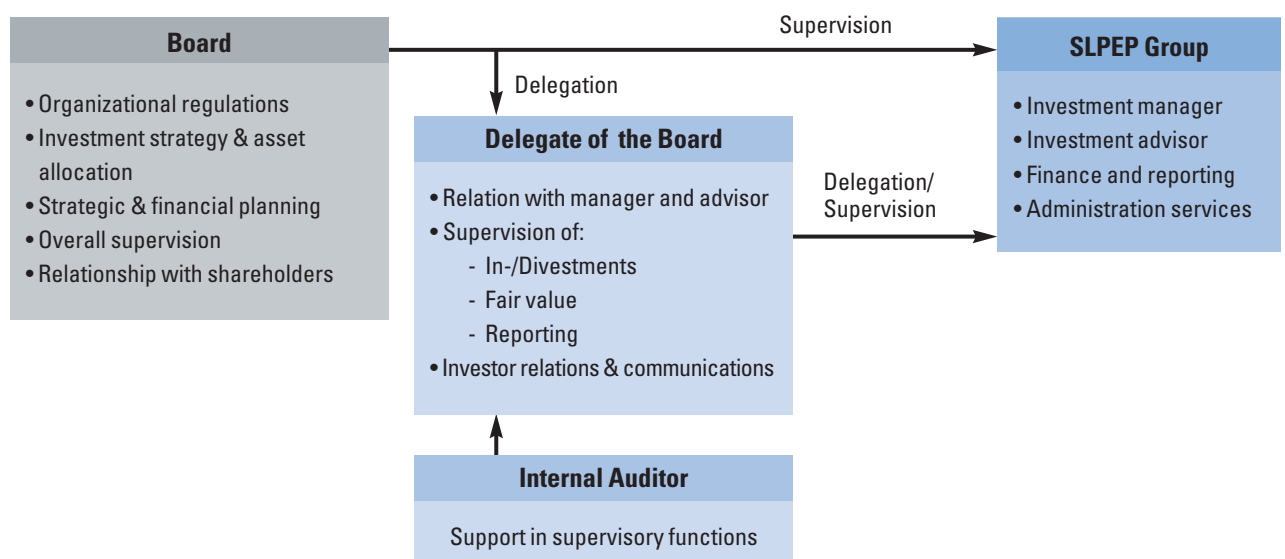 Board
• Organizational regulations
• Investment strategy & asset
allocation
• Strategic & financial planning
• Overall supervision
• Relationship with shareholders
Supervision
Delegation
Delegate of the Board
• Relation with manager and advisor
• Supervision of:
- In-/Divestments
- Fair value
- Reporting
• Investor relations & communications
Delegation/
Supervision
SLPEP Group
• Investment manager
• Investment advisor
• Finance and reporting
• Administration services
Internal Auditor
Support in supervisory functions